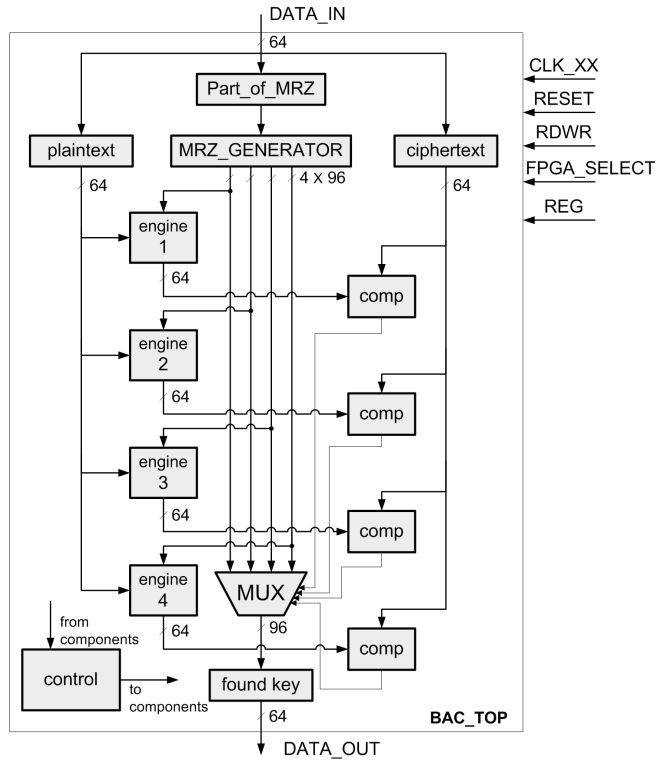 DATA_IN
64
CLK_XX
Part_of_MRZ
RESET
RDWR
plaintext
MRZ_GENERATOR
ciphertext
FPGA_SELECT
64
4 X 96
64
REG
engine
1
64
comp
engine
2
64
comp
engine
3
64
comp
engine
4
MUX
64
96
from
components
comp
control
to
components
found key
64
BAC_TOP
DATA_OUT